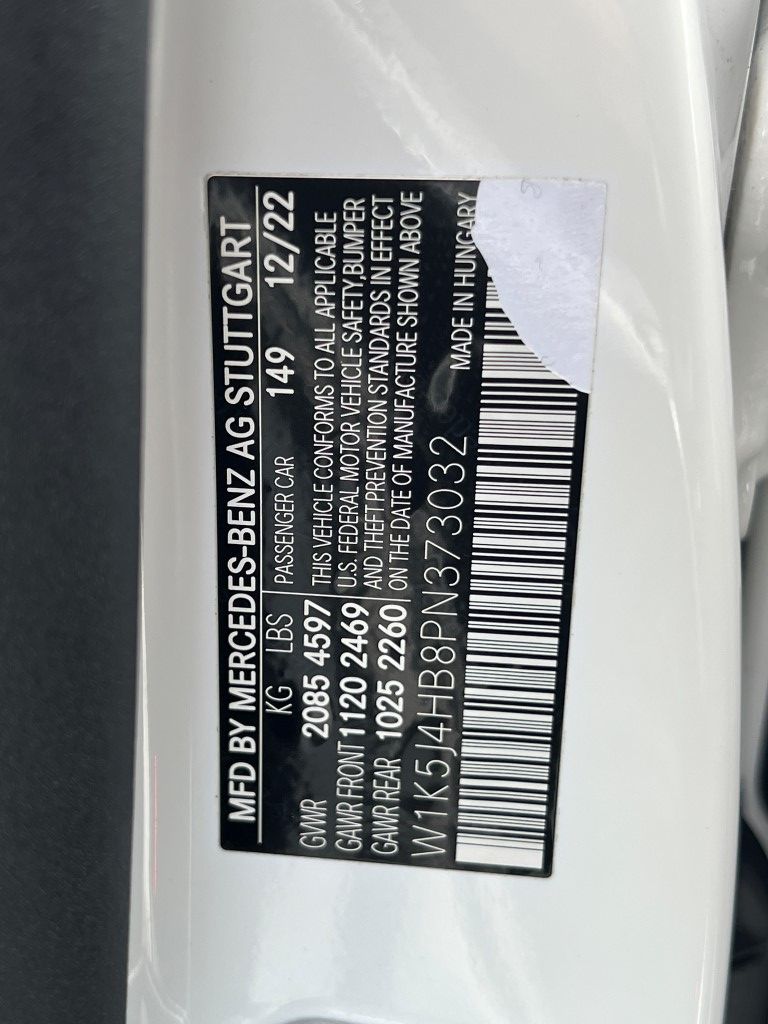 MFD BY MERCEDES-BENZ AG STUTTGART
KG LBS PASSENGER CAR 149 12/22
GVWR 2085 4597 THIS VEHICLE CONFORMS TO ALL APPLICABLE
GAWR FRONT 1120 2469 U.S. FEDERAL MOTOR VEHICLE SAFETY,BUMPER
GAWR REAR 1025 2260 AND THEFT PREVENTION STANDARDS IN EFFECT
ON THE DATE OF MANUFACTURE SHOWN ABOVE
W1K5J4HB8PN373032
MADE IN HUNGARY